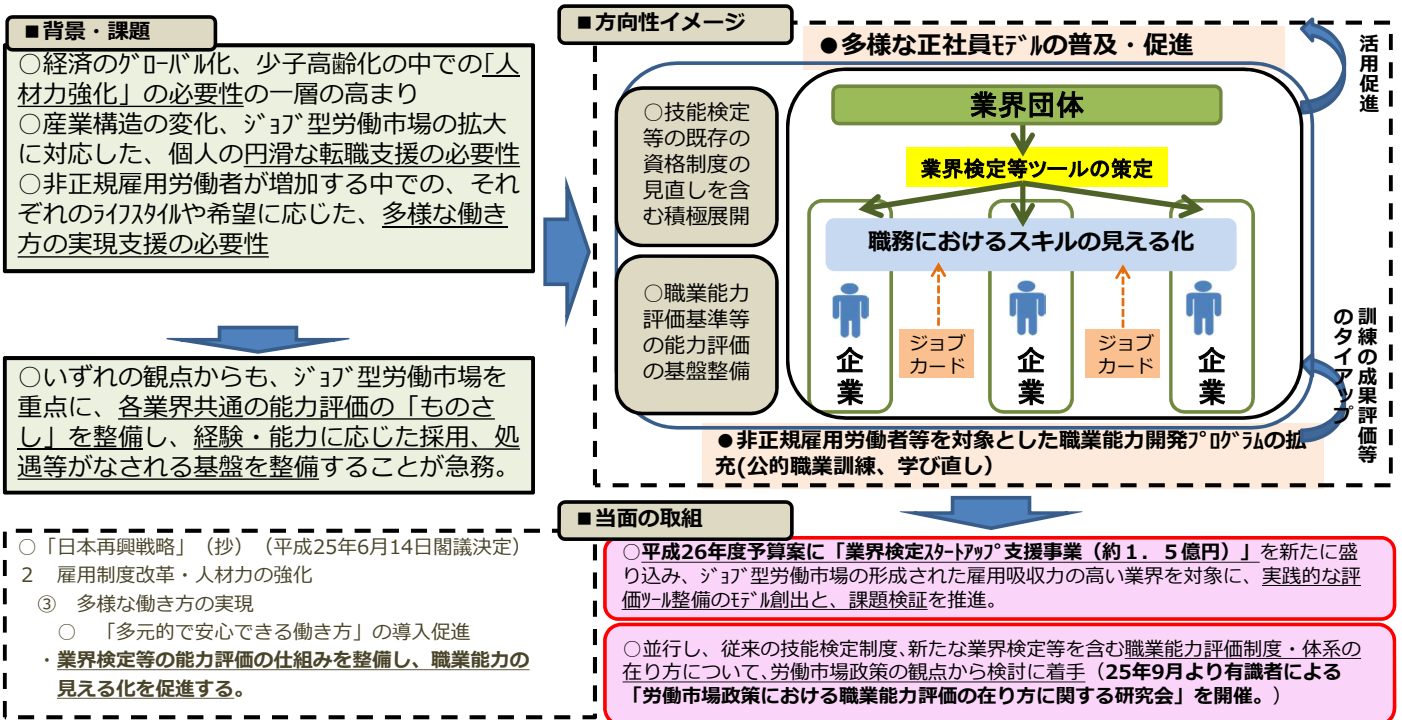 ■背景・課題
○経済のｸﾞﾛｰﾊﾞﾙ化、少子高齢化の中での「人
材力強化」の必要性の一層の高まり
○産業構造の変化、ｼﾞｮﾌﾞ型労働市場の拡大
に対応した、個人の円滑な転職支援の必要性
○非正規雇用労働者が増加する中での、それ
ぞれのﾗｲﾌｽﾀｲﾙや希望に応じた、多様な働き
方の実現支援の必要性
○いずれの観点からも、ｼﾞｮﾌﾞ型労働市場を
重点に、各業界共通の能力評価の「ものさ
し」を整備し、経験・能力に応じた採用、処
遇等がなされる基盤を整備することが急務。
○「日本再興戦略」（抄）（平成25年6月14日閣議決定）
２　雇用制度改革・人材力の強化
③　多様な働き方の実現
○　「多元的で安心できる働き方」の導入促進
・業界検定等の能力評価の仕組みを整備し、職業能力の
見える化を促進する。
■方向性イメージ
●多様な正社員ﾓﾃﾞﾙの普及・促進
活用促進
○技能検定
等の既存の
資格制度の
見直しを含
む積極展開
○職業能力
評価基準等
の能力評価
の基盤整備
業界団体
業界検定等ツールの策定
職務におけるスキルの見える化
企業
ジョブ
カード
企業
ジョブ
カード
企業
訓練の成果評価等
のタイアップ
●非正規雇用労働者等を対象とした職業能力開発ﾌﾟﾛｸﾞﾗﾑの拡
充(公的職業訓練、学び直し）
■当面の取組
○平成26年度予算案に「業界検定ｽﾀｰﾄｱｯﾌﾟ支援事業（約１．５億円）」を新たに盛
り込み、ｼﾞｮﾌﾞ型労働市場の形成された雇用吸収力の高い業界を対象に、実践的な評
価ﾂｰﾙ整備のﾓﾃﾞﾙ創出と、課題検証を推進。
○並行し、従来の技能検定制度、新たな業界検定等を含む職業能力評価制度・体系の
在り方について、労働市場政策の観点から検討に着手（25年9月より有識者による
「労働市場政策における職業能力評価の在り方に関する研究会」を開催。）